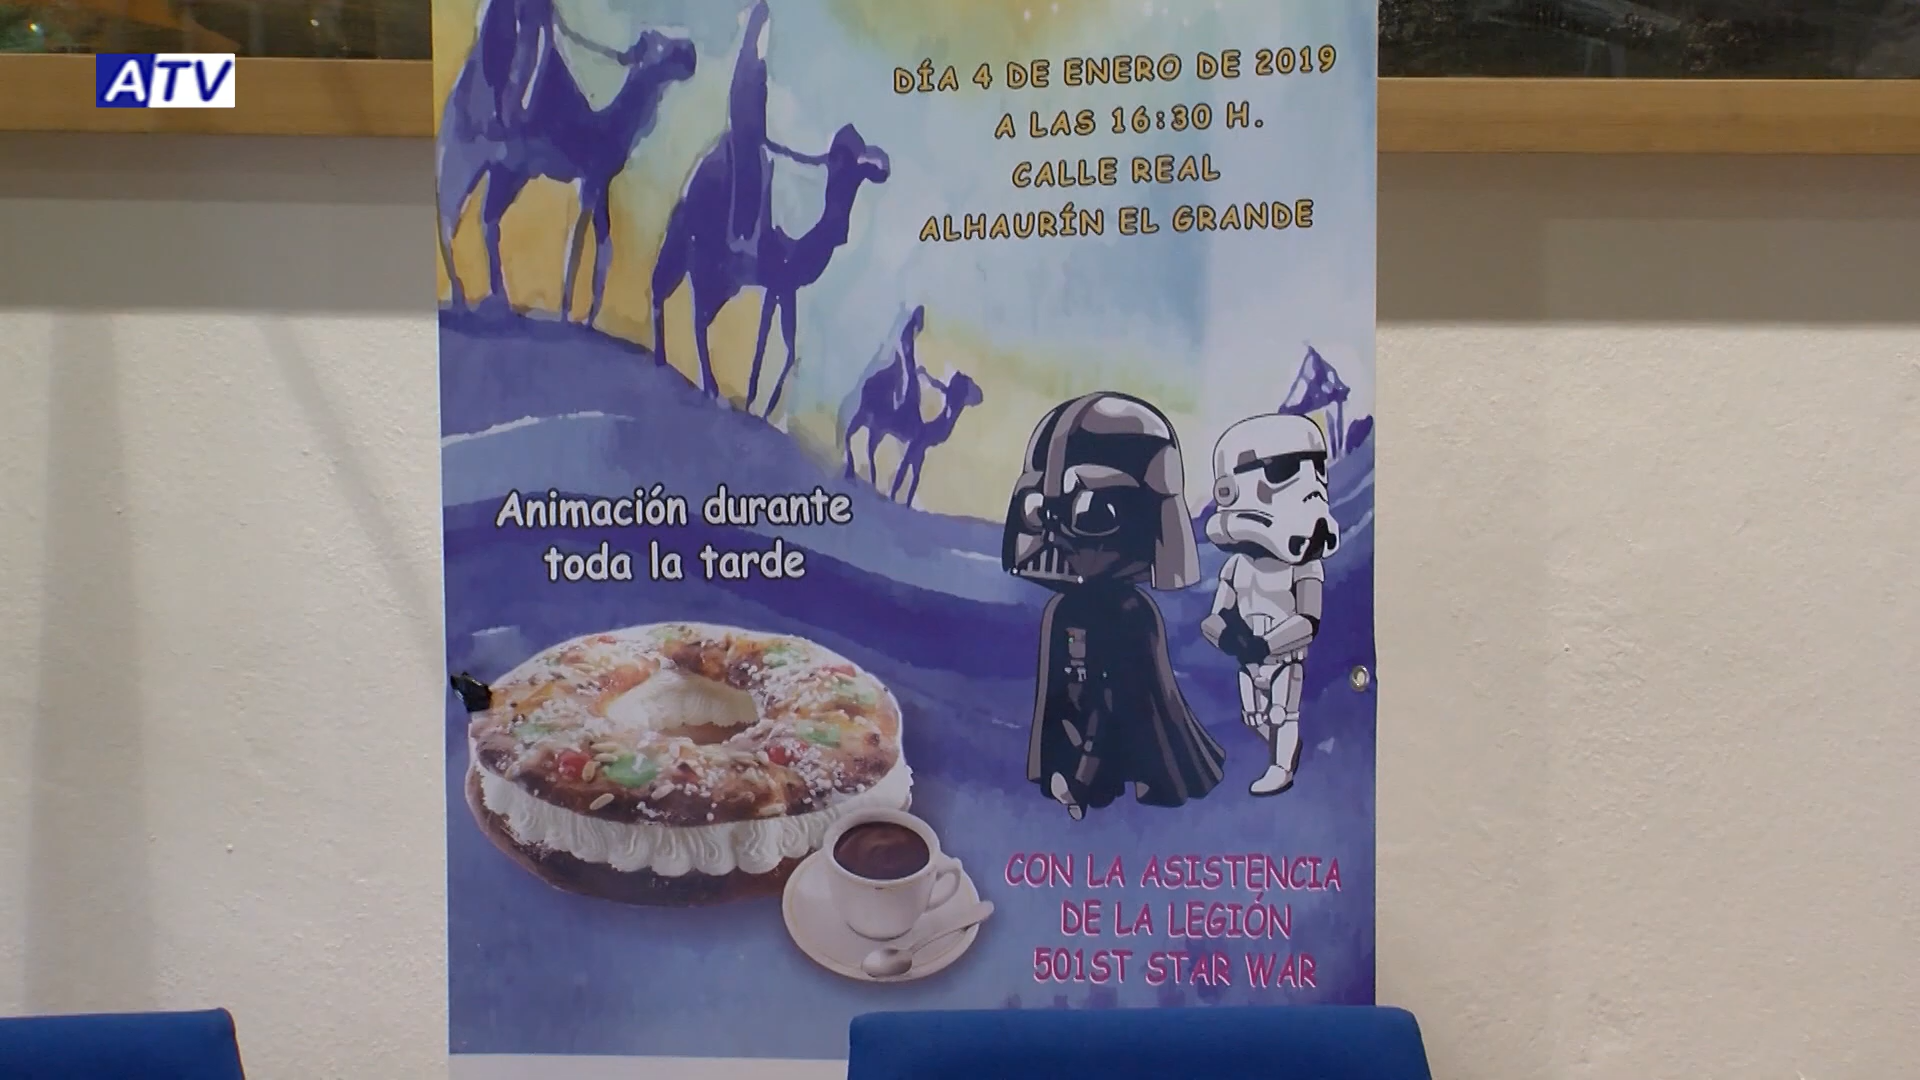 ATV
DÍA 4 DE ENERO DE 2019
A LAS 16:30 H.
CALLE REAL
ALHAURÍN EL GRANDE
Animación durante
toda la tarde
CON LA ASISTENCIA
DE LA LEGIÓN
501ST STAR WAR